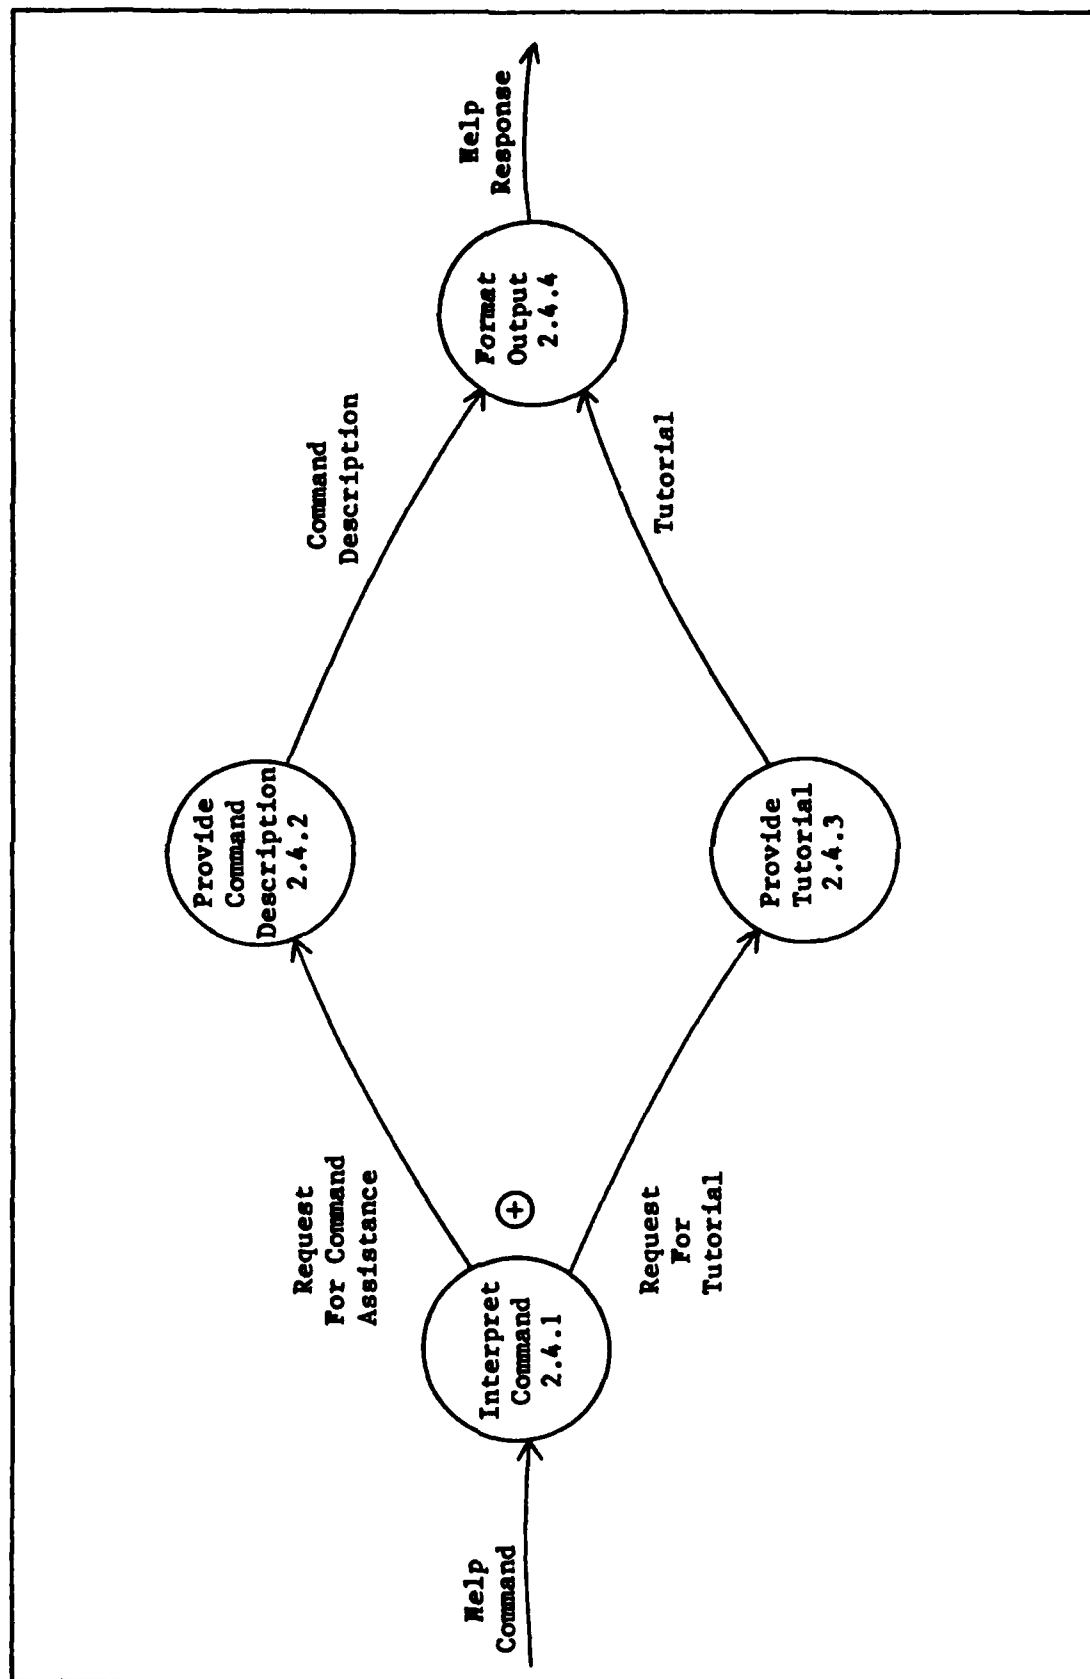 Help
Command
Interpret
Command
2.4.1
Request
For Command
Assistance
+
Request
For
Tutorial
Provide
Command
Description
2.4.2
Provide
Tutorial
2.4.3
Command
Description
Tutorial
Format
Output
2.4.4
Help
Response